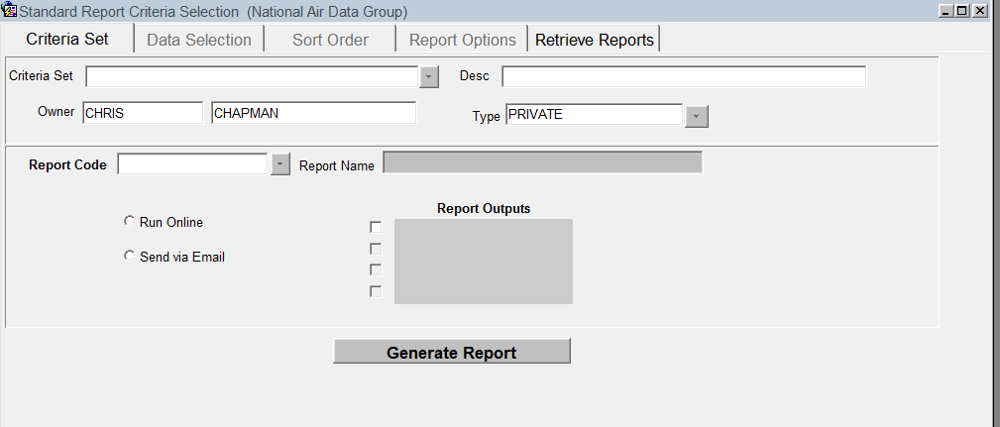 Standard Report Criteria Selection (National Air Data Group)
Criteria Set Data Selection Sort Order Report Options Retrieve Reports
Criteria Set Desc
Owner CHRIS CHAPMAN Type PRIVATE
Report Code Report Name
Report Outputs
Run Online
Send via Email
Generate Report